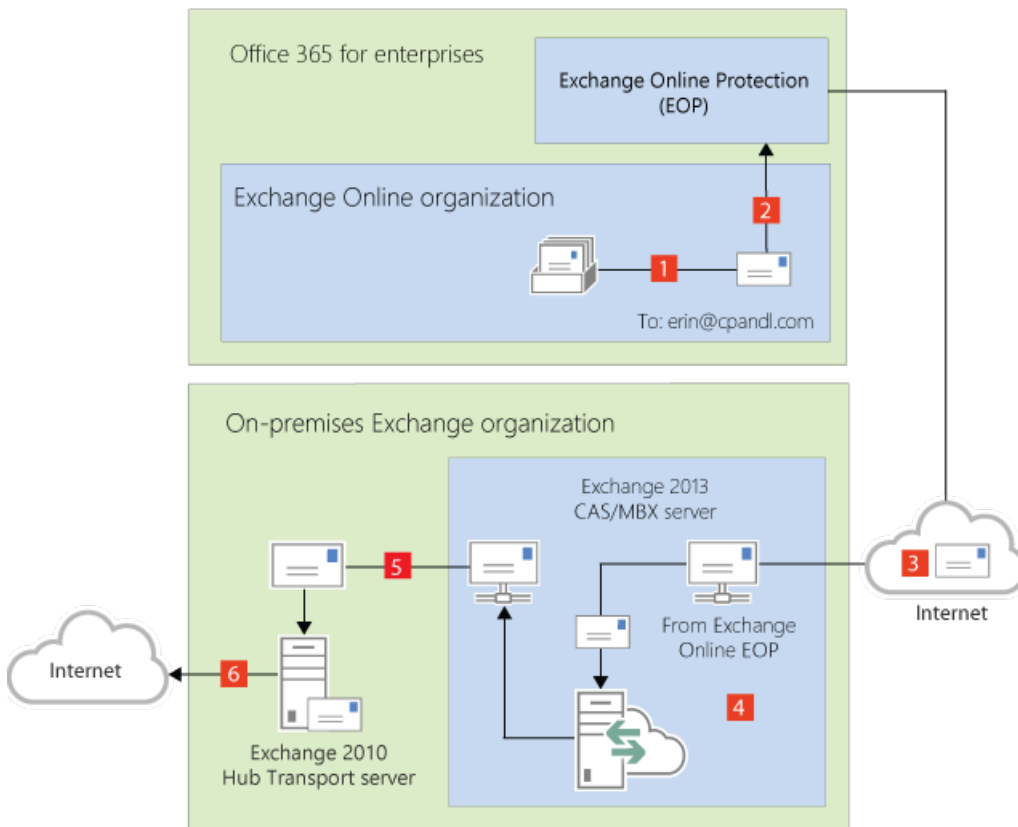 Office 365 for enterprises
Exchange Online Protection
(EOP)
Exchange Online organization
2
1
To: erin@cpandl.com
On-premises Exchange organization
Exchange 2013
CAS/MBX server
5
3
Internet
From Exchange
Online EOP
Internet
6
4
Exchange 2010
Hub Transport server